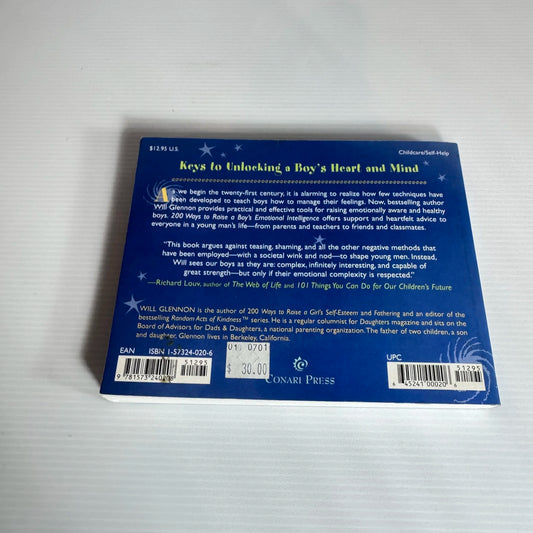 $12.95 U.S.
Childcare/Self-Help
Keys to Unlocking a Boy's Heart and Mind
As we begin the twenty-first century, it is alarming to realize how few techniques have
been developed to teach boys how to manage their feelings. Now, bestselling author
Will Glennon provides practical and effective tools for raising emotionally aware and healthy
boys. 200 Ways to Raise a Boy's Emotional Intelligence offers support and heartfelt advice to
everyone in a young man's life—from parents and teachers to friends and classmates.
"This book argues against teasing, shaming, and all the other negative methods that
have been employed—with a societal wink and nod—to shape young men. Instead,
Will sees our boys as they are: complex, infinitely interesting, and capable of
great strength—but only if their emotional complexity is respected."
—Richard Louv, author of The Web of Life and 101 Things You Can Do for Our Children's Future
WILL GLENNON is the author of 200 Ways to Raise a Girl's Self-Esteem and Fathering and an editor of the
bestselling Random Acts of Kindness™ series. He is a regular columnist for Daughters magazine and sits on the
Board of Advisors for Dads & Daughters, a national parenting organization. The father of two children, a son
and daughter, Glennon lives in Berkeley, California.
EAN ISBN 1-57324-020-6
51295
9 781573 240208
01 0701
$ 30.00
CONARI PRESS
UPC
51295
6 45241 00020 6